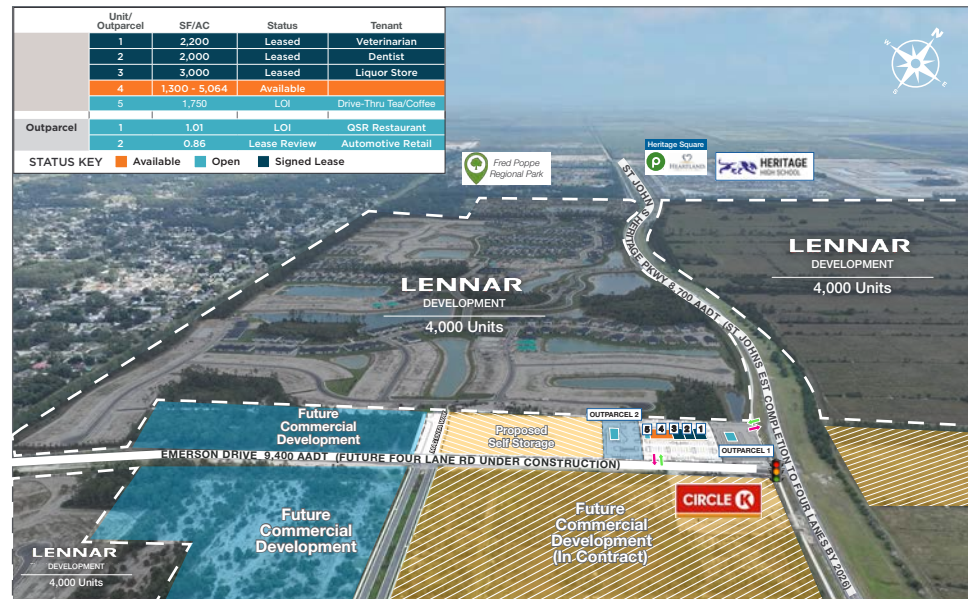 Unit/ Outparcel SF/AC Status Tenant
1 2,200 Leased Veterinarian
2 2,000 Leased Dentist
3 3,000 Leased Liquor Store
4 1,300 - 5,064 Available
5 1,750 LOI Drive-Thru Tea/Coffee
Outparcel 1 1.01 LOI QSR Restaurant
2 0.86 Lease Review Automotive Retail
STATUS KEY Available Open Signed Lease
N
W
E
S
Fred Poppe
Regional Park
Heritage Square
HEARTLAND
HERITAGE
HIGH SCHOOL
ST JOHN'S HERITAGE PKWY 8,700 AADT (ST JOHNS EST COMPLETION TO FOUR LANES BY 2026)
LENNAR
DEVELOPMENT
4,000 Units
LENNAR
DEVELOPMENT
4,000 Units
Future
Commercial
Development
Proposed
Self Storage
OUTPARCEL 2
5 4 3 2 1
OUTPARCEL 1
EMERSON DRIVE 9,400 AADT (FUTURE FOUR LANE RD UNDER CONSTRUCTION)
CIRCLE K
Future
Commercial
Development
Future
Commercial
Development
(In Contract)
LENNAR
DEVELOPMENT
4,000 Units